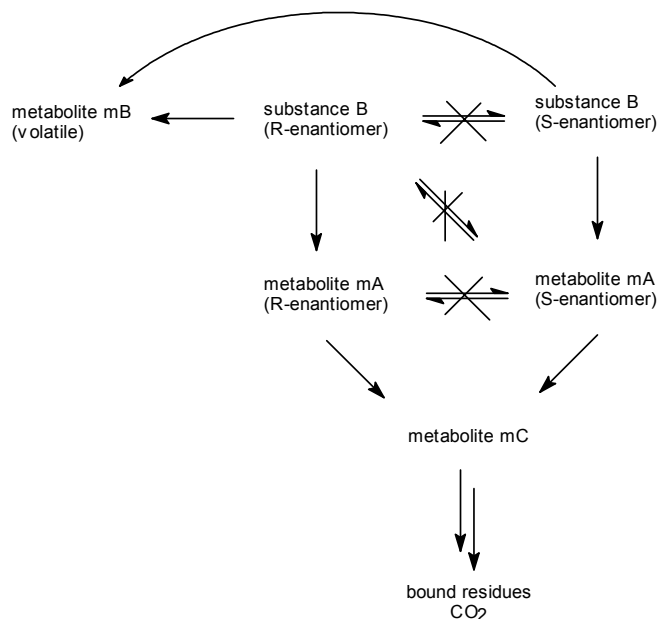 metabolite mB
(volatile)
substance B
(R-enantiomer)
substance B
(S-enantiomer)
metabolite mA
(R-enantiomer)
metabolite mA
(S-enantiomer)
metabolite mC
bound residues
CO2